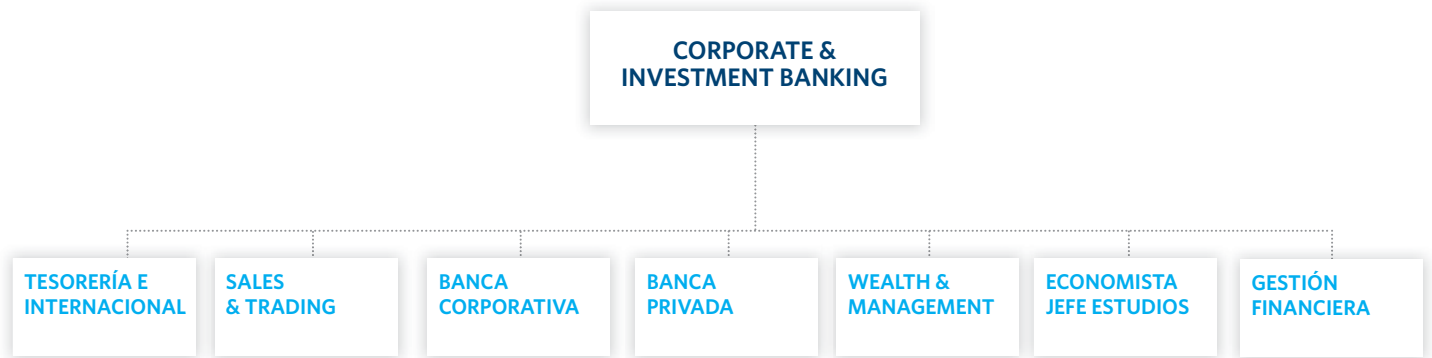 CORPORATE &
INVESTMENT BANKING
TESORERÍA E
INTERNACIONAL
SALES
& TRADING
BANCA
CORPORATIVA
BANCA
PRIVADA
WEALTH &
MANAGEMENT
ECONOMISTA
JEFE ESTUDIOS
GESTIÓN
FINANCIERA